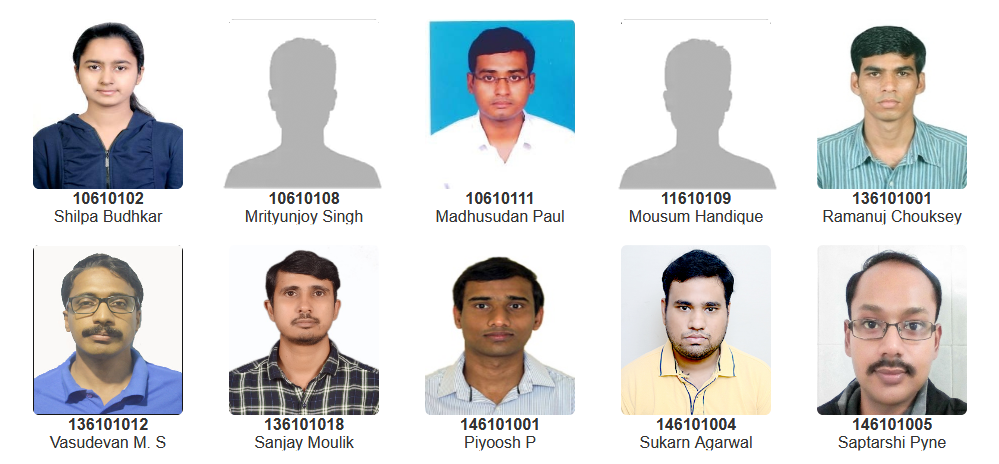 10610102
Shilpa Budhkar
10610108
Mrityunjoy Singh
10610111
Madhusudan Paul
11610109
Mousum Handique
136101001
Ramanuj Chouksey
136101012
Vasudevan M. S
136101018
Sanjay Moulik
146101001
Piyoosh P
146101004
Sukarn Agarwal
146101005
Saptarshi Pyne